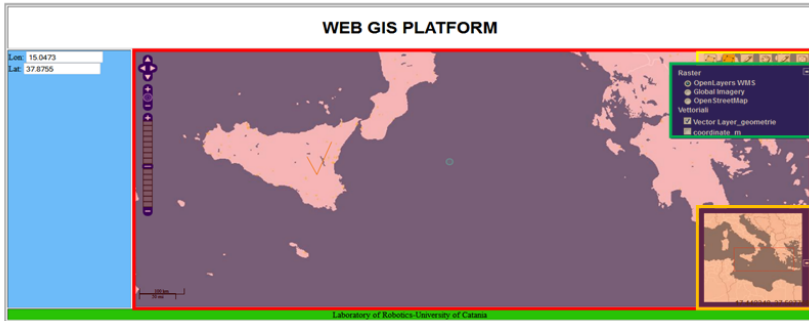 WEB GIS PLATFORM
Lon: 15.0473
Lat: 37.8755
Raster
OpenLayers WMS
Global Imagery
OpenStreetMap
Vettoriali
Vector Layer_geometrie
coordinate_m
Laboratory of Robotics-University of Catania